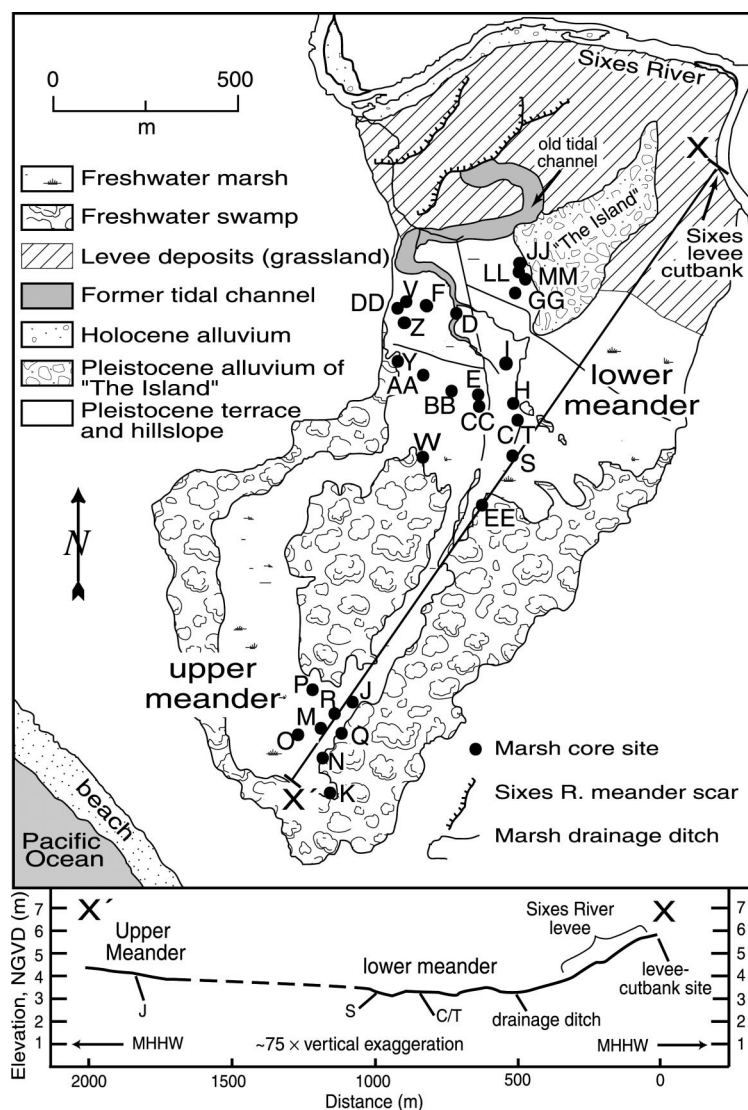 0 500
m
Freshwater marsh
Freshwater swamp
Levee deposits (grassland)
Former tidal channel
Holocene alluvium
Pleistocene alluvium of
"The Island"
Pleistocene terrace
and hillslope
N
Sixes River
old tidal
channel
X
"The Island"
Sixes
levee
cutbank
JJ
LL
MM
GG
V
F
DD
Z
D
Y
AA
I
E
H
BB
CC
C/T
lower
meander
W
S
EE
upper
meander
P
J
R
M
O
Q
N
K
X´
beach
Pacific
Ocean
Marsh core site
Sixes R. meander scar
Marsh drainage ditch
X´
X
Elevation, NGVD (m)
7
6
5
4
3
2
1
7
6
5
4
3
2
1
Upper
Meander
J
lower meander
S
C/T
drainage ditch
Sixes River
levee
levee-
cutbank site
MHHW
~75 × vertical exaggeration
MHHW
2000 1500 1000 500 0
Distance (m)